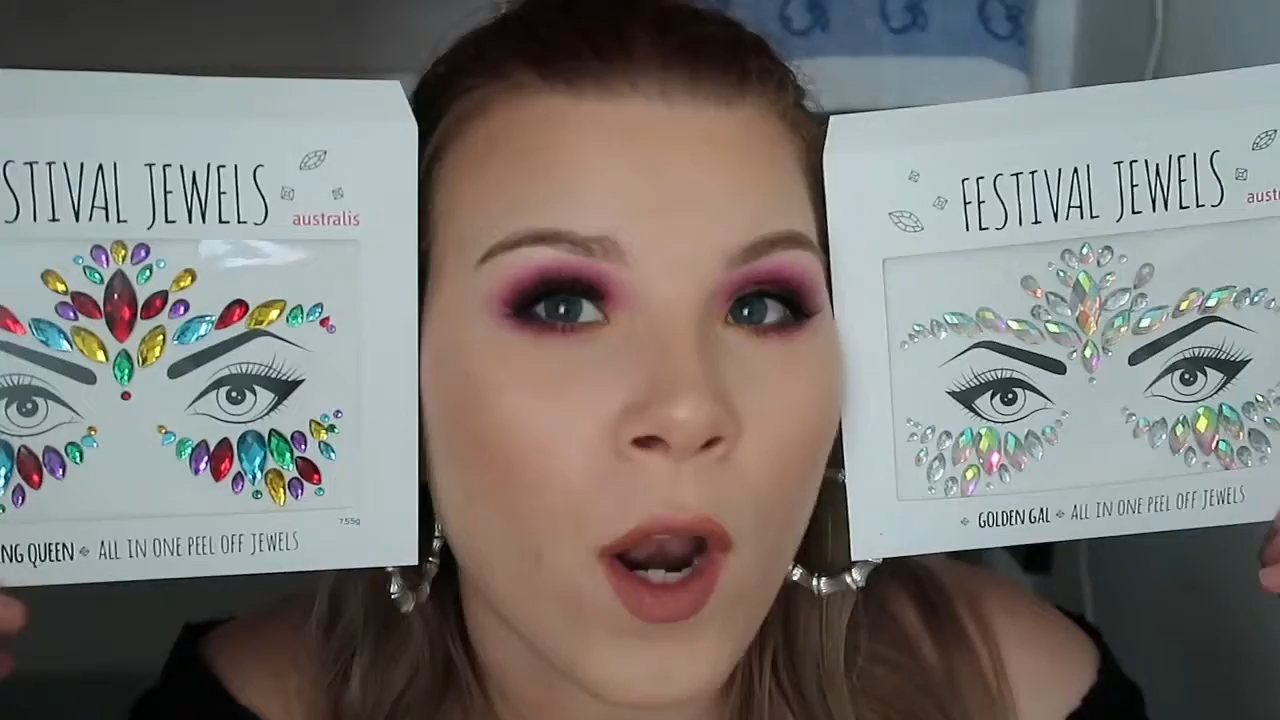 STIVAL JEWELS
australis
7.55g
NG QUEEN ❖ ALL IN ONE PEEL OFF JEWELS
FESTIVAL JEWELS
austr
GOLDEN GAL ❖ ALL IN ONE PEEL OFF JEWELS